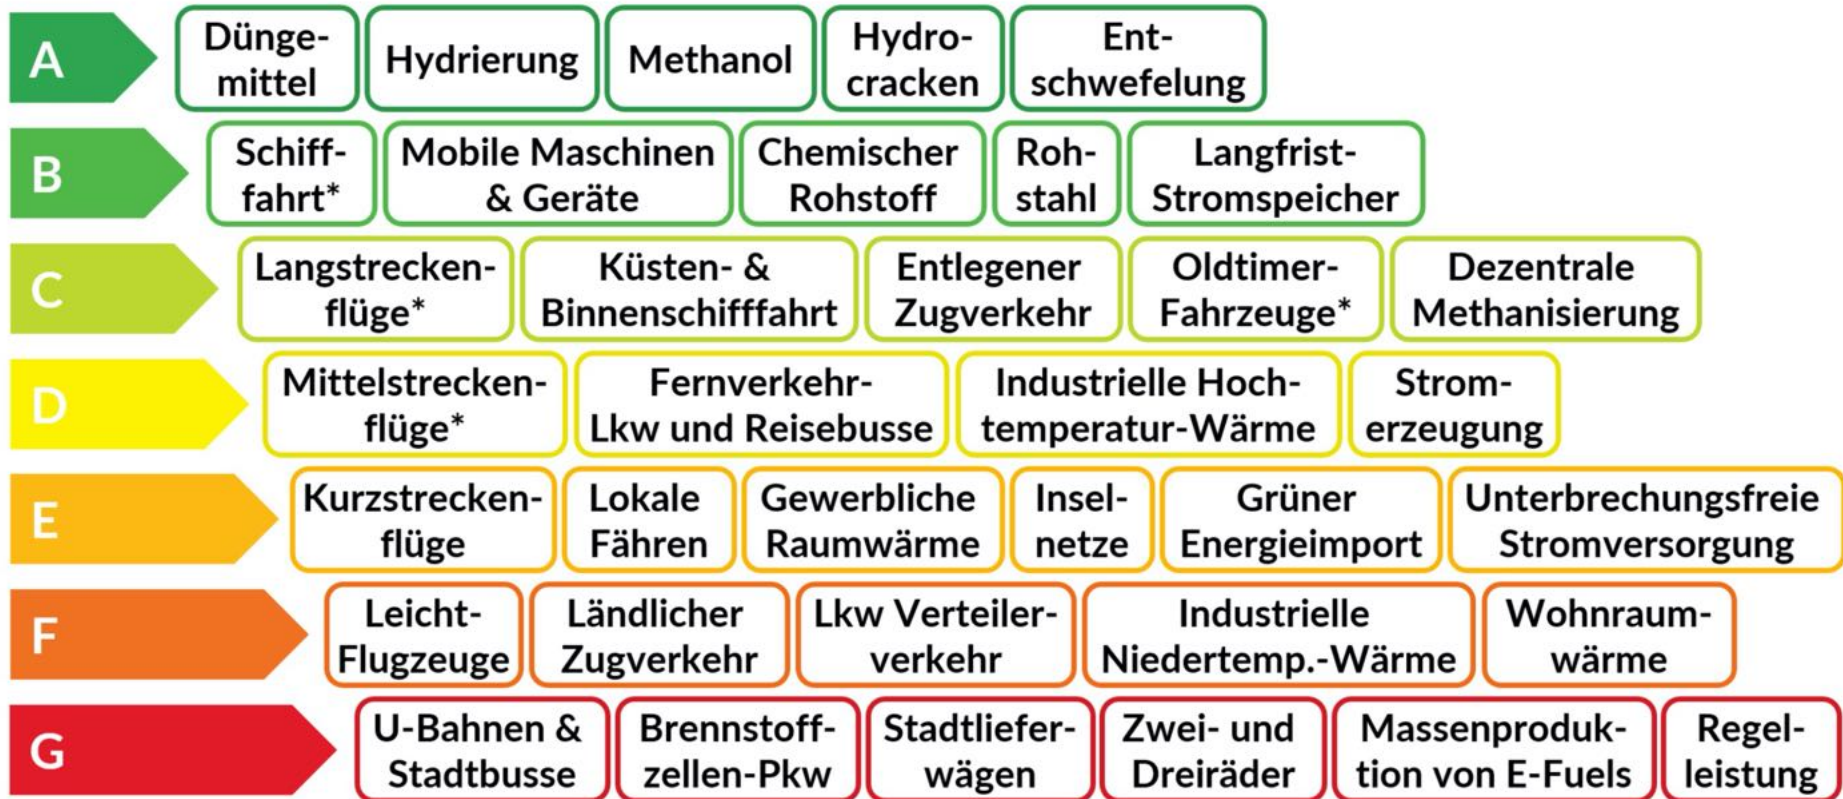 A
Dünge-
mittel
Hydrierung
Methanol
Hydro-
cracken
Ent-
schwefelung
B
Schiff-
fahrt*
Mobile Maschinen
& Geräte
Chemischer
Rohstoff
Roh-
stahl
Langfrist-
Stromspeicher
C
Langstrecken-
flüge*
Küsten- &
Binnenschifffahrt
Entlegener
Zugverkehr
Oldtimer-
Fahrzeuge*
Dezentrale
Methanisierung
D
Mittelstrecken-
flüge*
Fernverkehr-
Lkw und Reisebusse
Industrielle Hoch-
temperatur-Wärme
Strom-
erzeugung
E
Kurzstrecken-
flüge
Lokale
Fähren
Gewerbliche
Raumwärme
Insel-
netze
Grüner
Energieimport
Unterbrechungsfreie
Stromversorgung
F
Leicht-
Flugzeuge
Ländlicher
Zugverkehr
Lkw Verteiler-
verkehr
Industrielle
Niedertemp.-Wärme
Wohnraum-
wärme
G
U-Bahnen &
Stadtbusse
Brennstoff-
zellen-Pkw
Stadtliefer-
wägen
Zwei- und
Dreiräder
Massenproduk-
tion von E-Fuels
Regel-
leistung